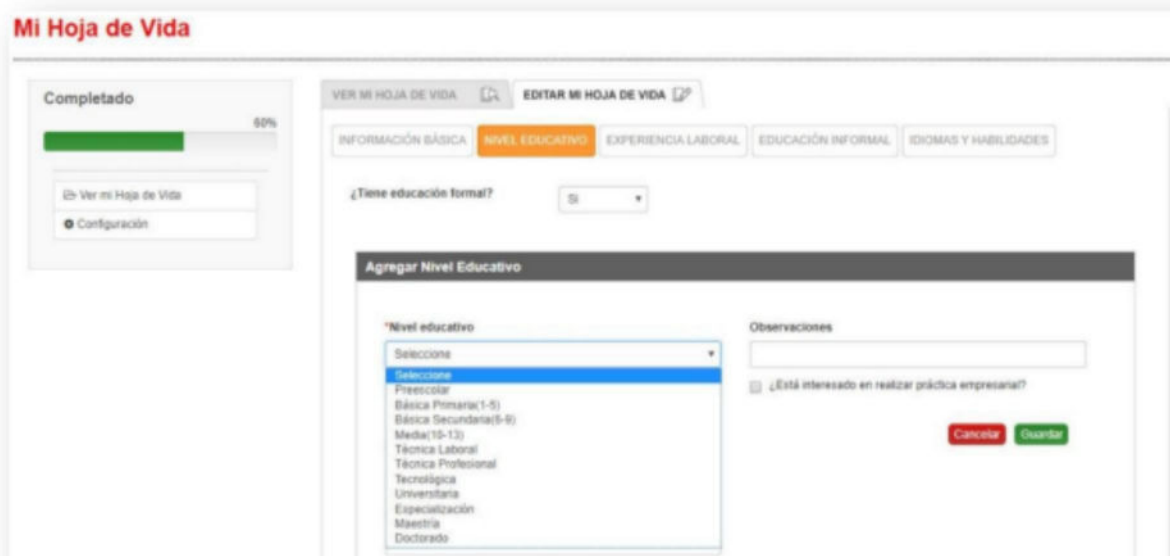 Mi Hoja de Vida
Completado
60%
Ver mi Hoja de Vida
Configuración
VER MI HOJA DE VIDA
EDITAR MI HOJA DE VIDA
INFORMACIÓN BÁSICA
NIVEL EDUCATIVO
EXPERIENCIA LABORAL
EDUCACIÓN INFORMAL
IDIOMAS Y HABILIDADES
¿Tiene educación formal?
Si
Agregar Nivel Educativo
*Nivel educativo
Seleccione
Seleccione
Preescolar
Básica Primaria(1-5)
Básica Secundaria(6-9)
Media(10-13)
Técnica Laboral
Técnica Profesional
Tecnológica
Universitaria
Especialización
Maestría
Doctorado
Observaciones
¿Está interesado en realizar práctica empresarial?
Cancelar
Guardar